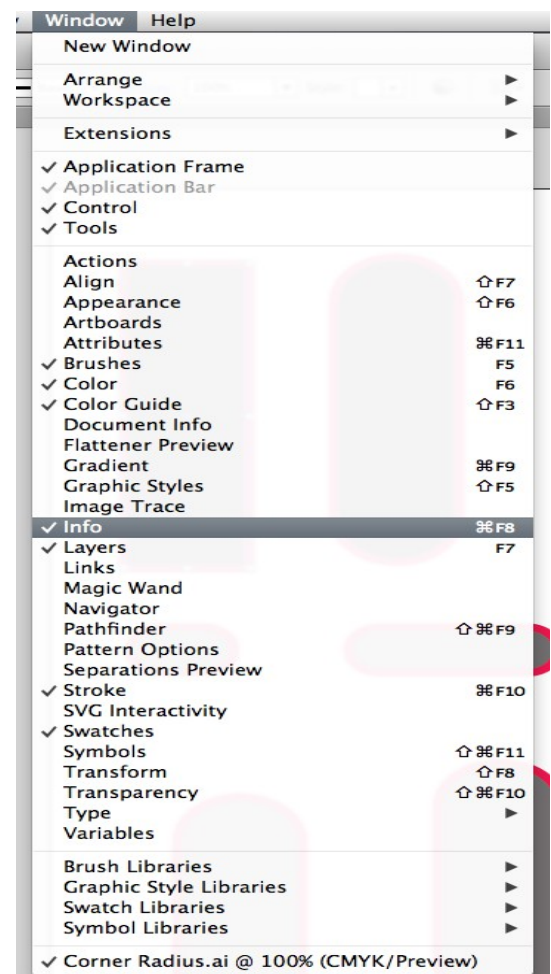 Window Help
New Window
Arrange ▶
Workspace ▶
Extensions ▶
✓ Application Frame
✓ Application Bar
✓ Control
✓ Tools
Actions
Align ⇧F7
Appearance ⇧F6
Artboards
Attributes ⌘F11
✓ Brushes F5
✓ Color F6
✓ Color Guide ⇧F3
Document Info
Flattener Preview
Gradient ⌘F9
Graphic Styles ⇧F5
Image Trace
✓ Info ⌘F8
✓ Layers F7
Links
Magic Wand
Navigator
Pathfinder ⇧⌘F9
Pattern Options
Separations Preview
✓ Stroke ⌘F10
SVG Interactivity
✓ Swatches
Symbols ⇧⌘F11
Transform ⇧F8
Transparency ⇧⌘F10
Type ▶
Variables
Brush Libraries ▶
Graphic Style Libraries ▶
Swatch Libraries ▶
Symbol Libraries ▶
✓ Corner Radius.ai @ 100% (CMYK/Preview)